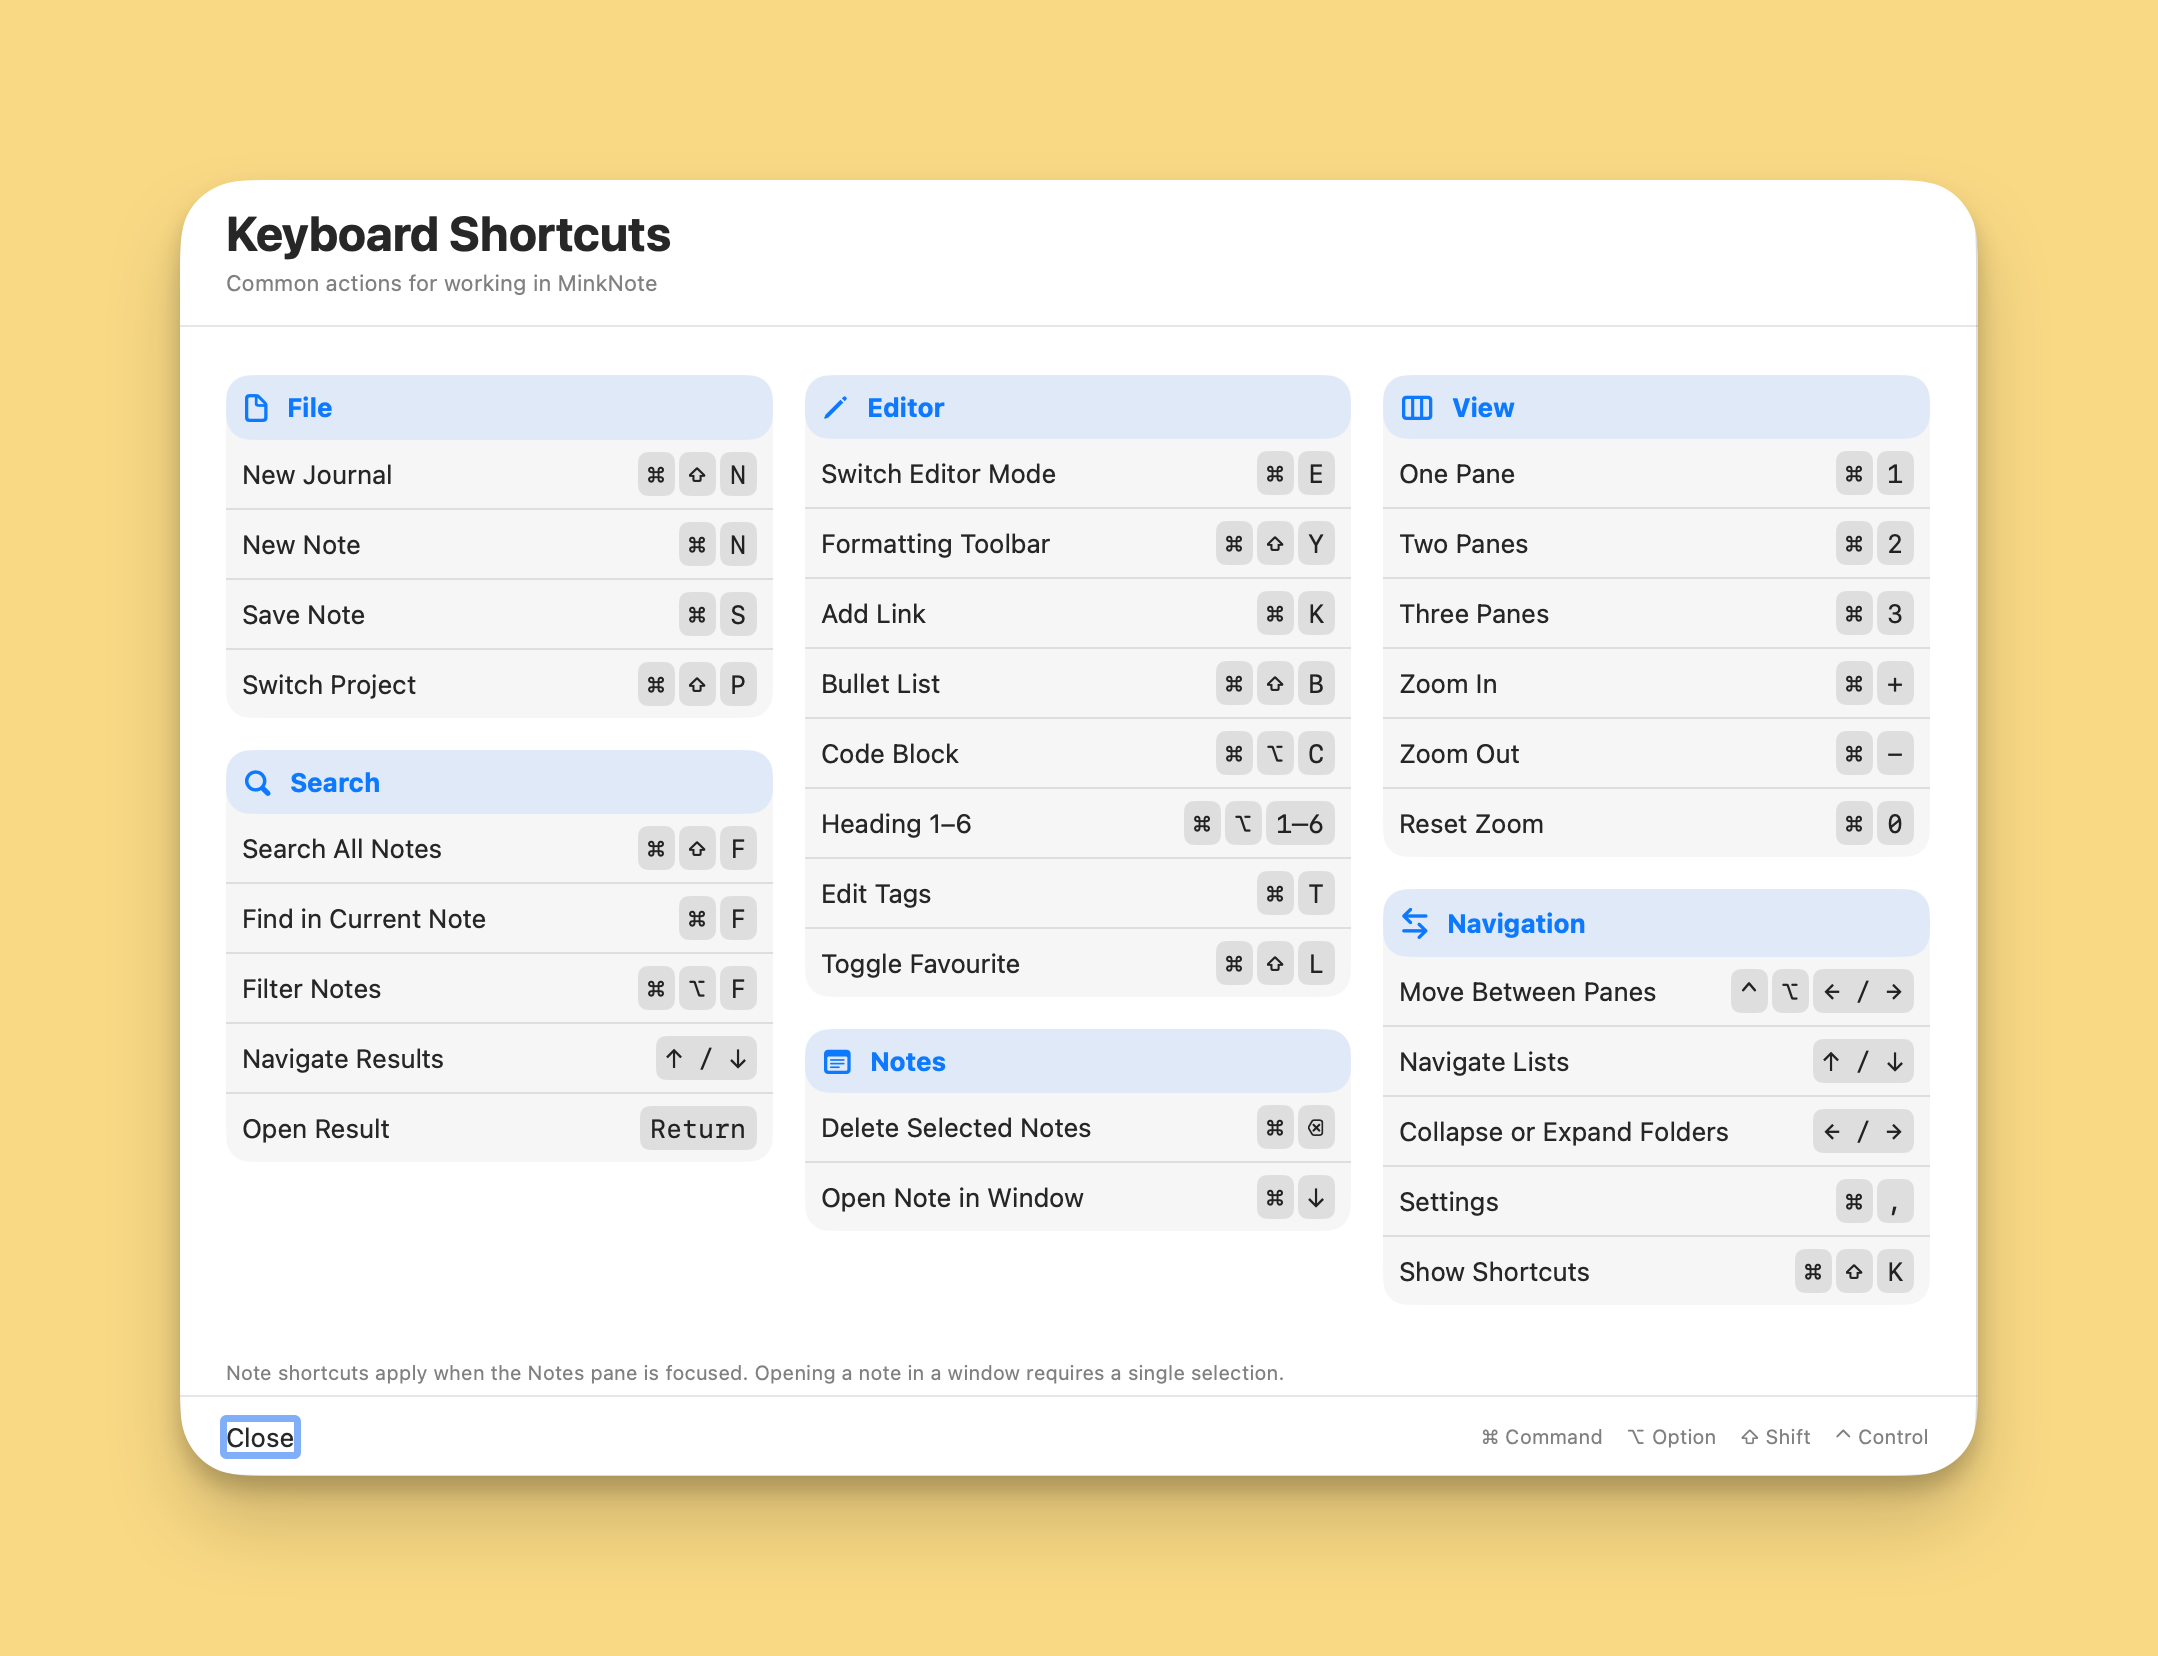 Keyboard Shortcuts
Common actions for working in MinkNote
File
New Journal ⌘ ⇧ N
New Note ⌘ N
Save Note ⌘ S
Switch Project ⌘ ⇧ P
Search
Search All Notes ⌘ ⇧ F
Find in Current Note ⌘ F
Filter Notes ⌘ ⌥ F
Navigate Results ↑ / ↓
Open Result Return
Editor
Switch Editor Mode ⌘ E
Formatting Toolbar ⌘ ⇧ Y
Add Link ⌘ K
Bullet List ⌘ ⇧ B
Code Block ⌘ ⌥ C
Heading 1–6 ⌘ ⌥ 1–6
Edit Tags ⌘ T
Toggle Favourite ⌘ ⇧ L
Notes
Delete Selected Notes ⌘ ⌫
Open Note in Window ⌘ ↓
View
One Pane ⌘ 1
Two Panes ⌘ 2
Three Panes ⌘ 3
Zoom In ⌘ +
Zoom Out ⌘ −
Reset Zoom ⌘ 0
Navigation
Move Between Panes ^ ⌥ ← / →
Navigate Lists ↑ / ↓
Collapse or Expand Folders ← / →
Settings ⌘ ,
Show Shortcuts ⌘ ⇧ K
Note shortcuts apply when the Notes pane is focused. Opening a note in a window requires a single selection.
Close
⌘ Command ⌥ Option ⇧ Shift ^ Control